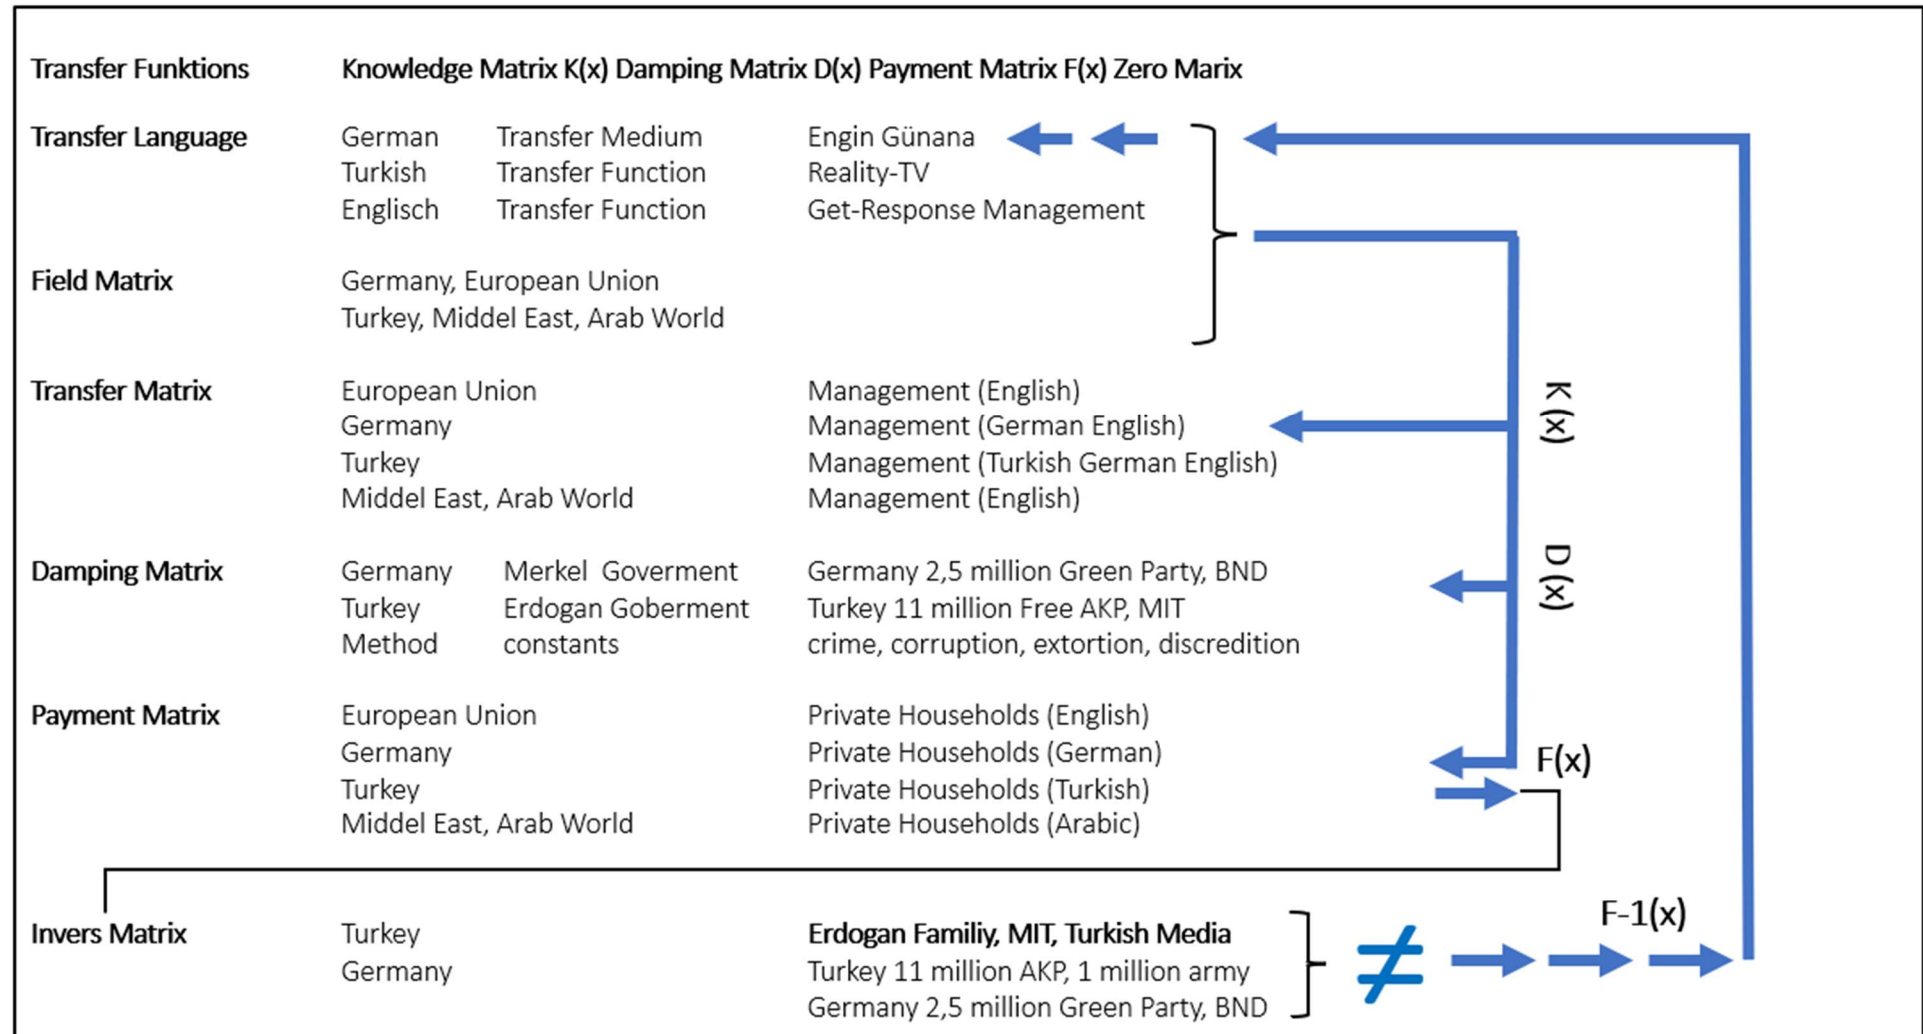 Transfer Funktions Knowledge Matrix K(x) Damping Matrix D(x) Payment Matrix F(x) Zero Marix
Transfer Language German Transfer Medium Engin Günana
Turkish Transfer Function Reality-TV
Englisch Transfer Function Get-Response Management
Field Matrix Germany, European Union
Turkey, Middel East, Arab World
Transfer Matrix European Union Management (English)
Germany Management (German English)
Turkey Management (Turkish German English)
Middel East, Arab World Management (English)
K (x)
Damping Matrix Germany Merkel Goverment Germany 2,5 million Green Party, BND
Turkey Erdogan Goberment Turkey 11 million Free AKP, MIT
Method constants crime, corruption, extortion, discredition
D (x)
Payment Matrix European Union Private Households (English)
Germany Private Households (German)
Turkey Private Households (Turkish)
Middel East, Arab World Private Households (Arabic)
F(x)
Invers Matrix Turkey Erdogan Familiy, MIT, Turkish Media
Germany Turkey 11 million AKP, 1 million army
Germany 2,5 million Green Party, BND
≠
F-1(x)